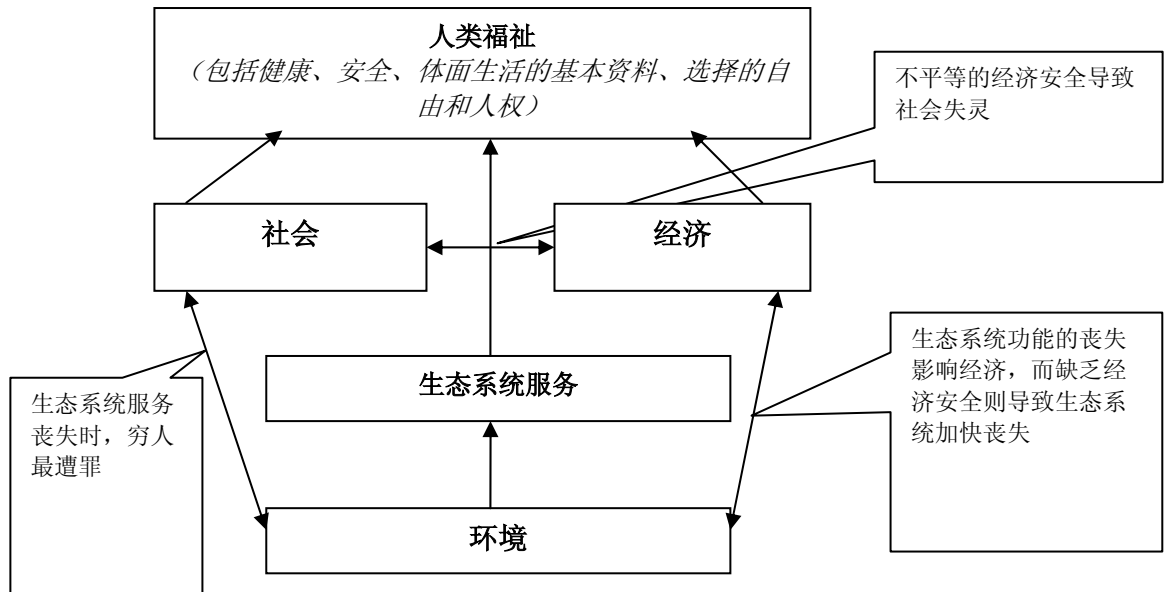 人类福祉
（包括健康、安全、体面生活的基本资料、选择的自
由和人权）
不平等的经济安全导致
社会失灵
社会
经济
生态系统功能的丧失
影响经济，而缺乏经
济安全则导致生态系
统加快丧失
生态系统服务
生态系统服务
丧失时，穷人
最遭罪
环境